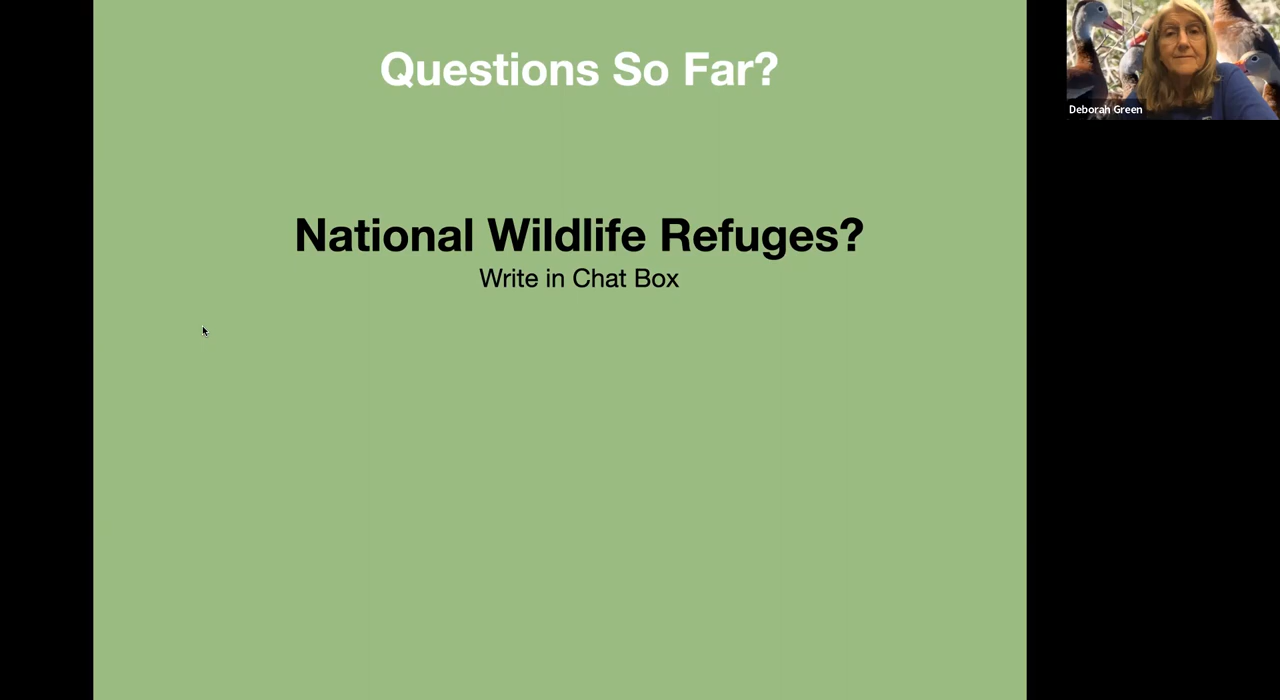 Questions So Far?
National Wildlife Refuges?
Write in Chat Box
Deborah Green